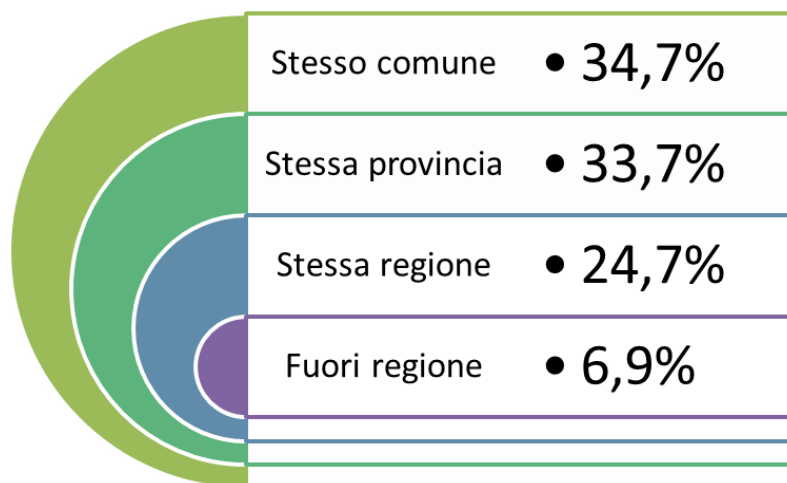 Stesso comune • 34,7%
Stessa provincia • 33,7%
Stessa regione • 24,7%
Fuori regione • 6,9%